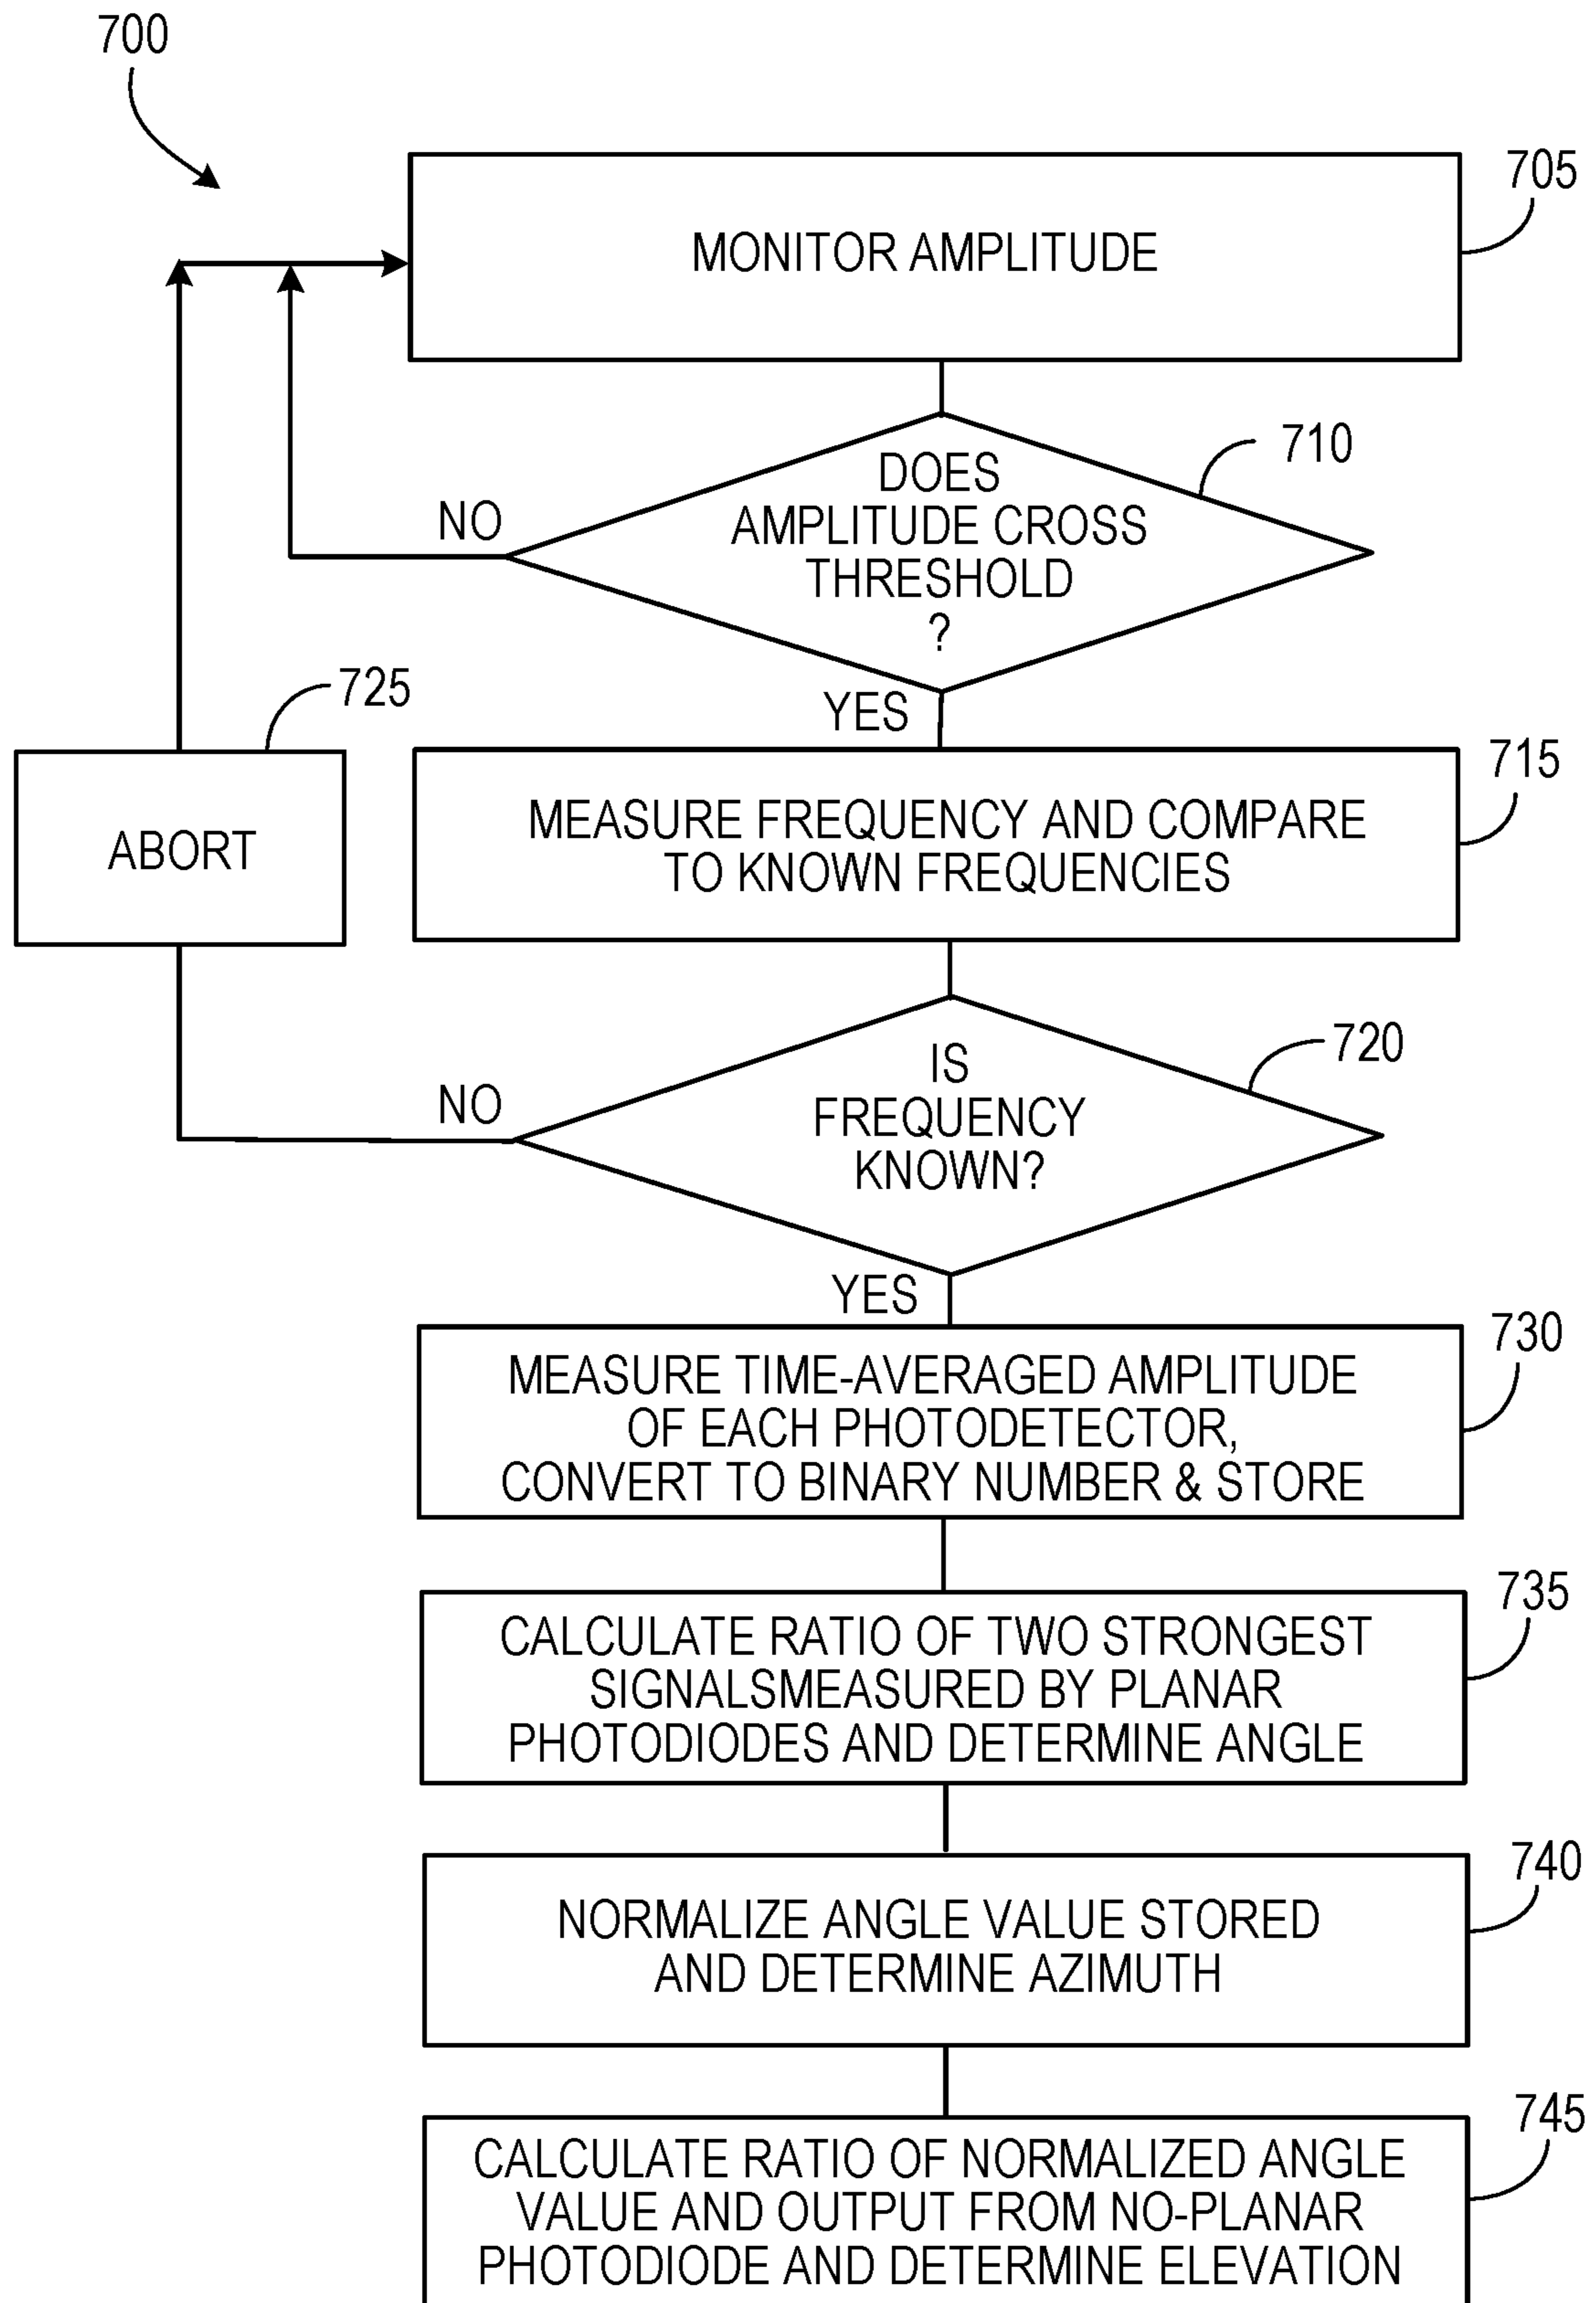 700
705
MONITOR AMPLITUDE
710
DOES
AMPLITUDE CROSS
THRESHOLD
?
NO
YES
725
ABORT
715
MEASURE FREQUENCY AND COMPARE
TO KNOWN FREQUENCIES
720
IS
FREQUENCY
KNOWN?
NO
YES
730
MEASURE TIME-AVERAGED AMPLITUDE
OF EACH PHOTODETECTOR,
CONVERT TO BINARY NUMBER & STORE
735
CALCULATE RATIO OF TWO STRONGEST
SIGNALSMEASURED BY PLANAR
PHOTODIODES AND DETERMINE ANGLE
740
NORMALIZE ANGLE VALUE STORED
AND DETERMINE AZIMUTH
745
CALCULATE RATIO OF NORMALIZED ANGLE
VALUE AND OUTPUT FROM NO-PLANAR
PHOTODIODE AND DETERMINE ELEVATION